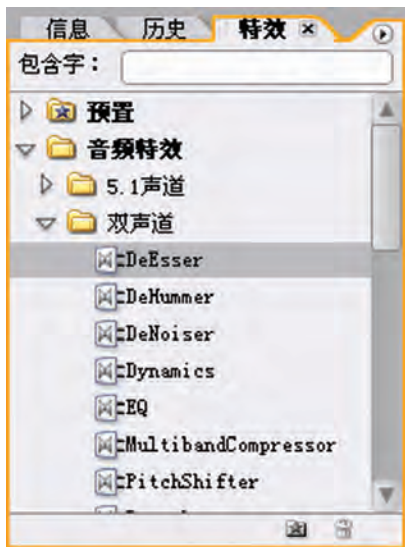 信息 历史 特效 ×
包含字：
预置
音频特效
5.1声道
双声道
DeEsser
DeHummer
DeNoiser
Dynamics
EQ
MultibandCompressor
PitchShifter